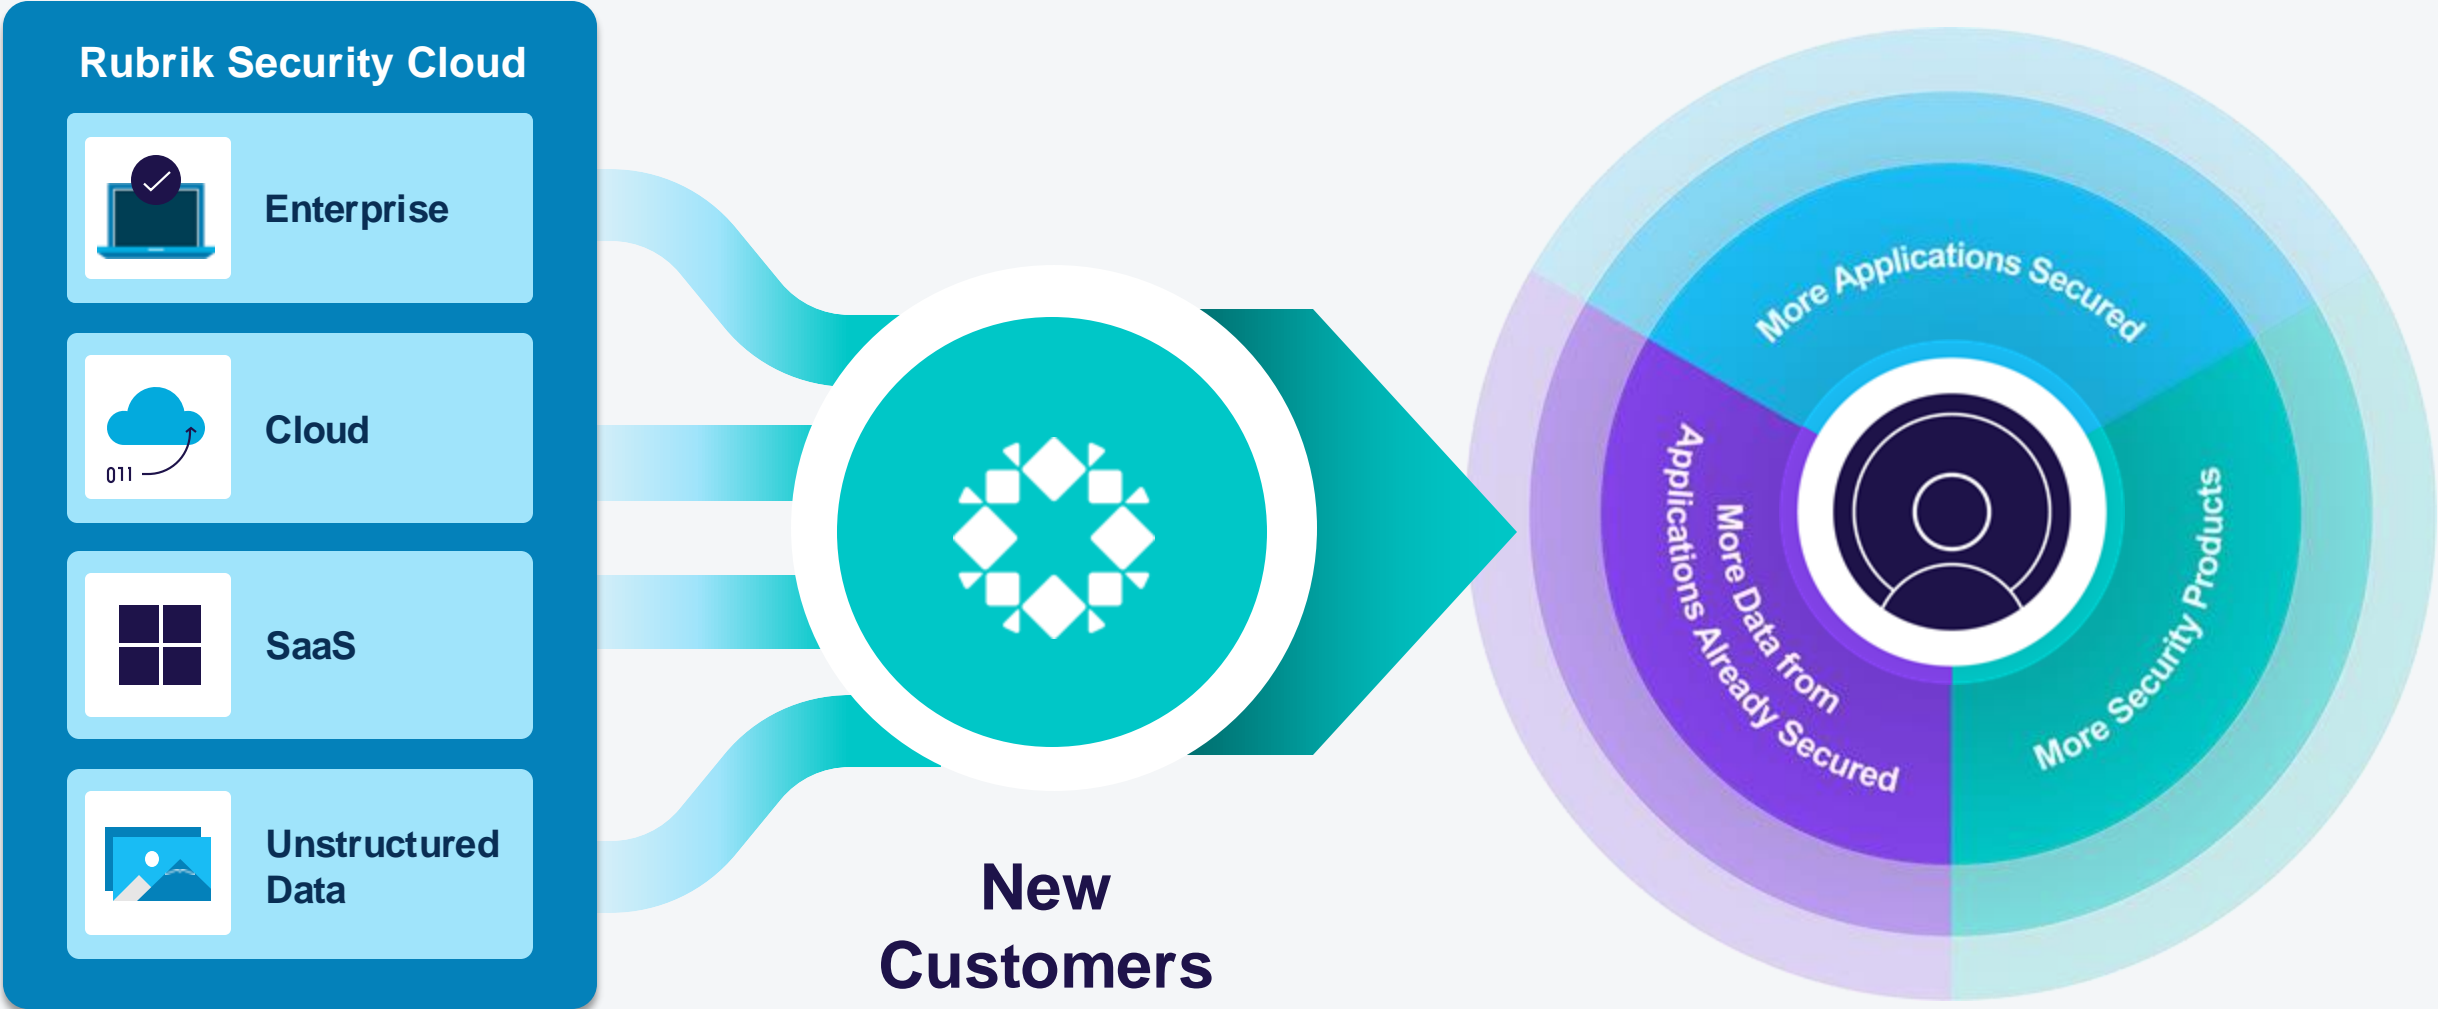 Rubrik Security Cloud
Enterprise
Cloud
011
SaaS
Unstructured
Data
New
Customers
More Applications Secured
More Data from
Applications Already Secured
More Security Products